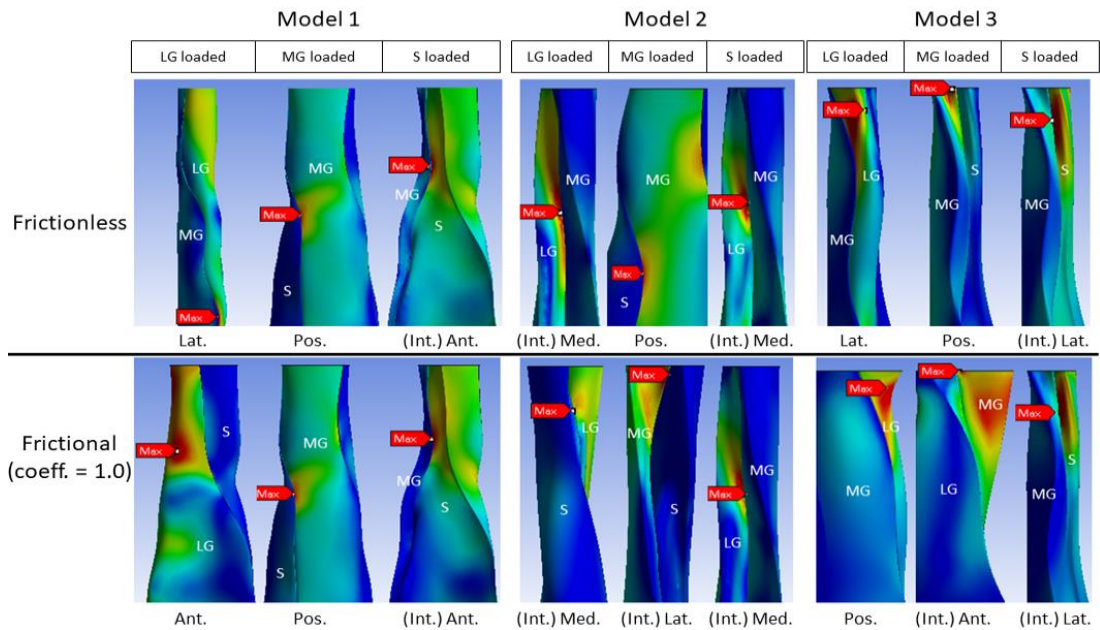 Model 1 Model 2 Model 3
LG loaded MG loaded S loaded LG loaded MG loaded S loaded LG loaded MG loaded S loaded
Frictionless
LG MG Max
MG Max S
Max MG S
MG Max LG
MG Max S
MG Max LG
Max LG MG
Max S MG
Max S MG
Lat. Pos. (Int.) Ant. (Int.) Med. Pos. (Int.) Med. Lat. Pos. (Int.) Lat.
Frictional
(coeff. = 1.0)
S Max LG
MG Max S
Max MG S
Max LG S
Max MG S
MG Max LG
Max LG MG
Max MG LG
Max S MG
Ant. Pos. (Int.) Ant. (Int.) Med. (Int.) Lat. (Int.) Med. Pos. (Int.) Ant. (Int.) Lat.